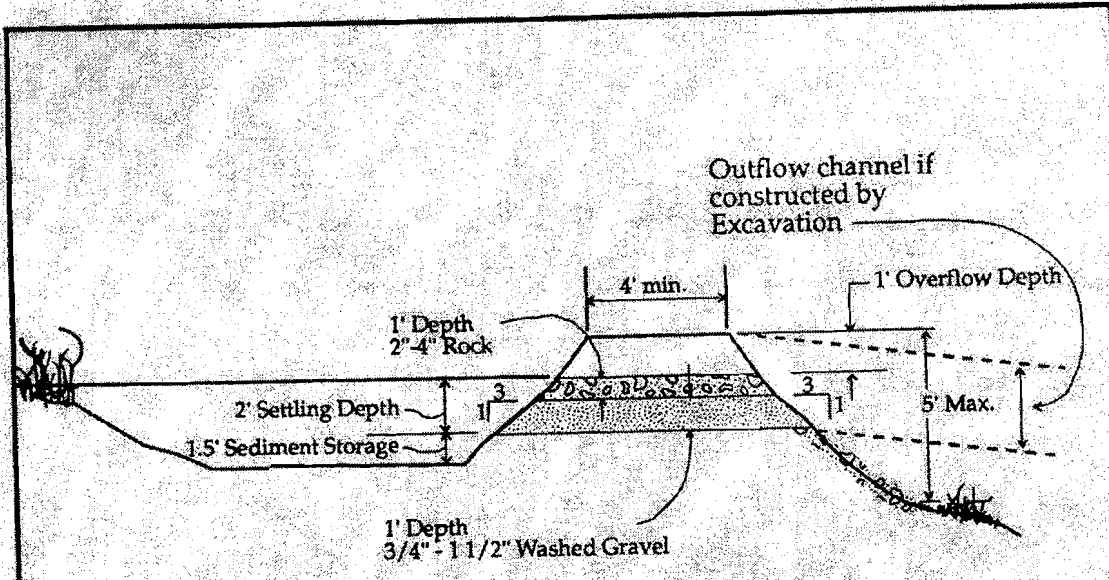 Outflow channel if
constructed by
Excavation
4' min.
1' Overflow Depth
1' Depth
2"-4" Rock
3
3
2' Settling Depth
1
1
5' Max.
1.5' Sediment Storage
1' Depth
3/4" - 1 1/2" Washed Gravel